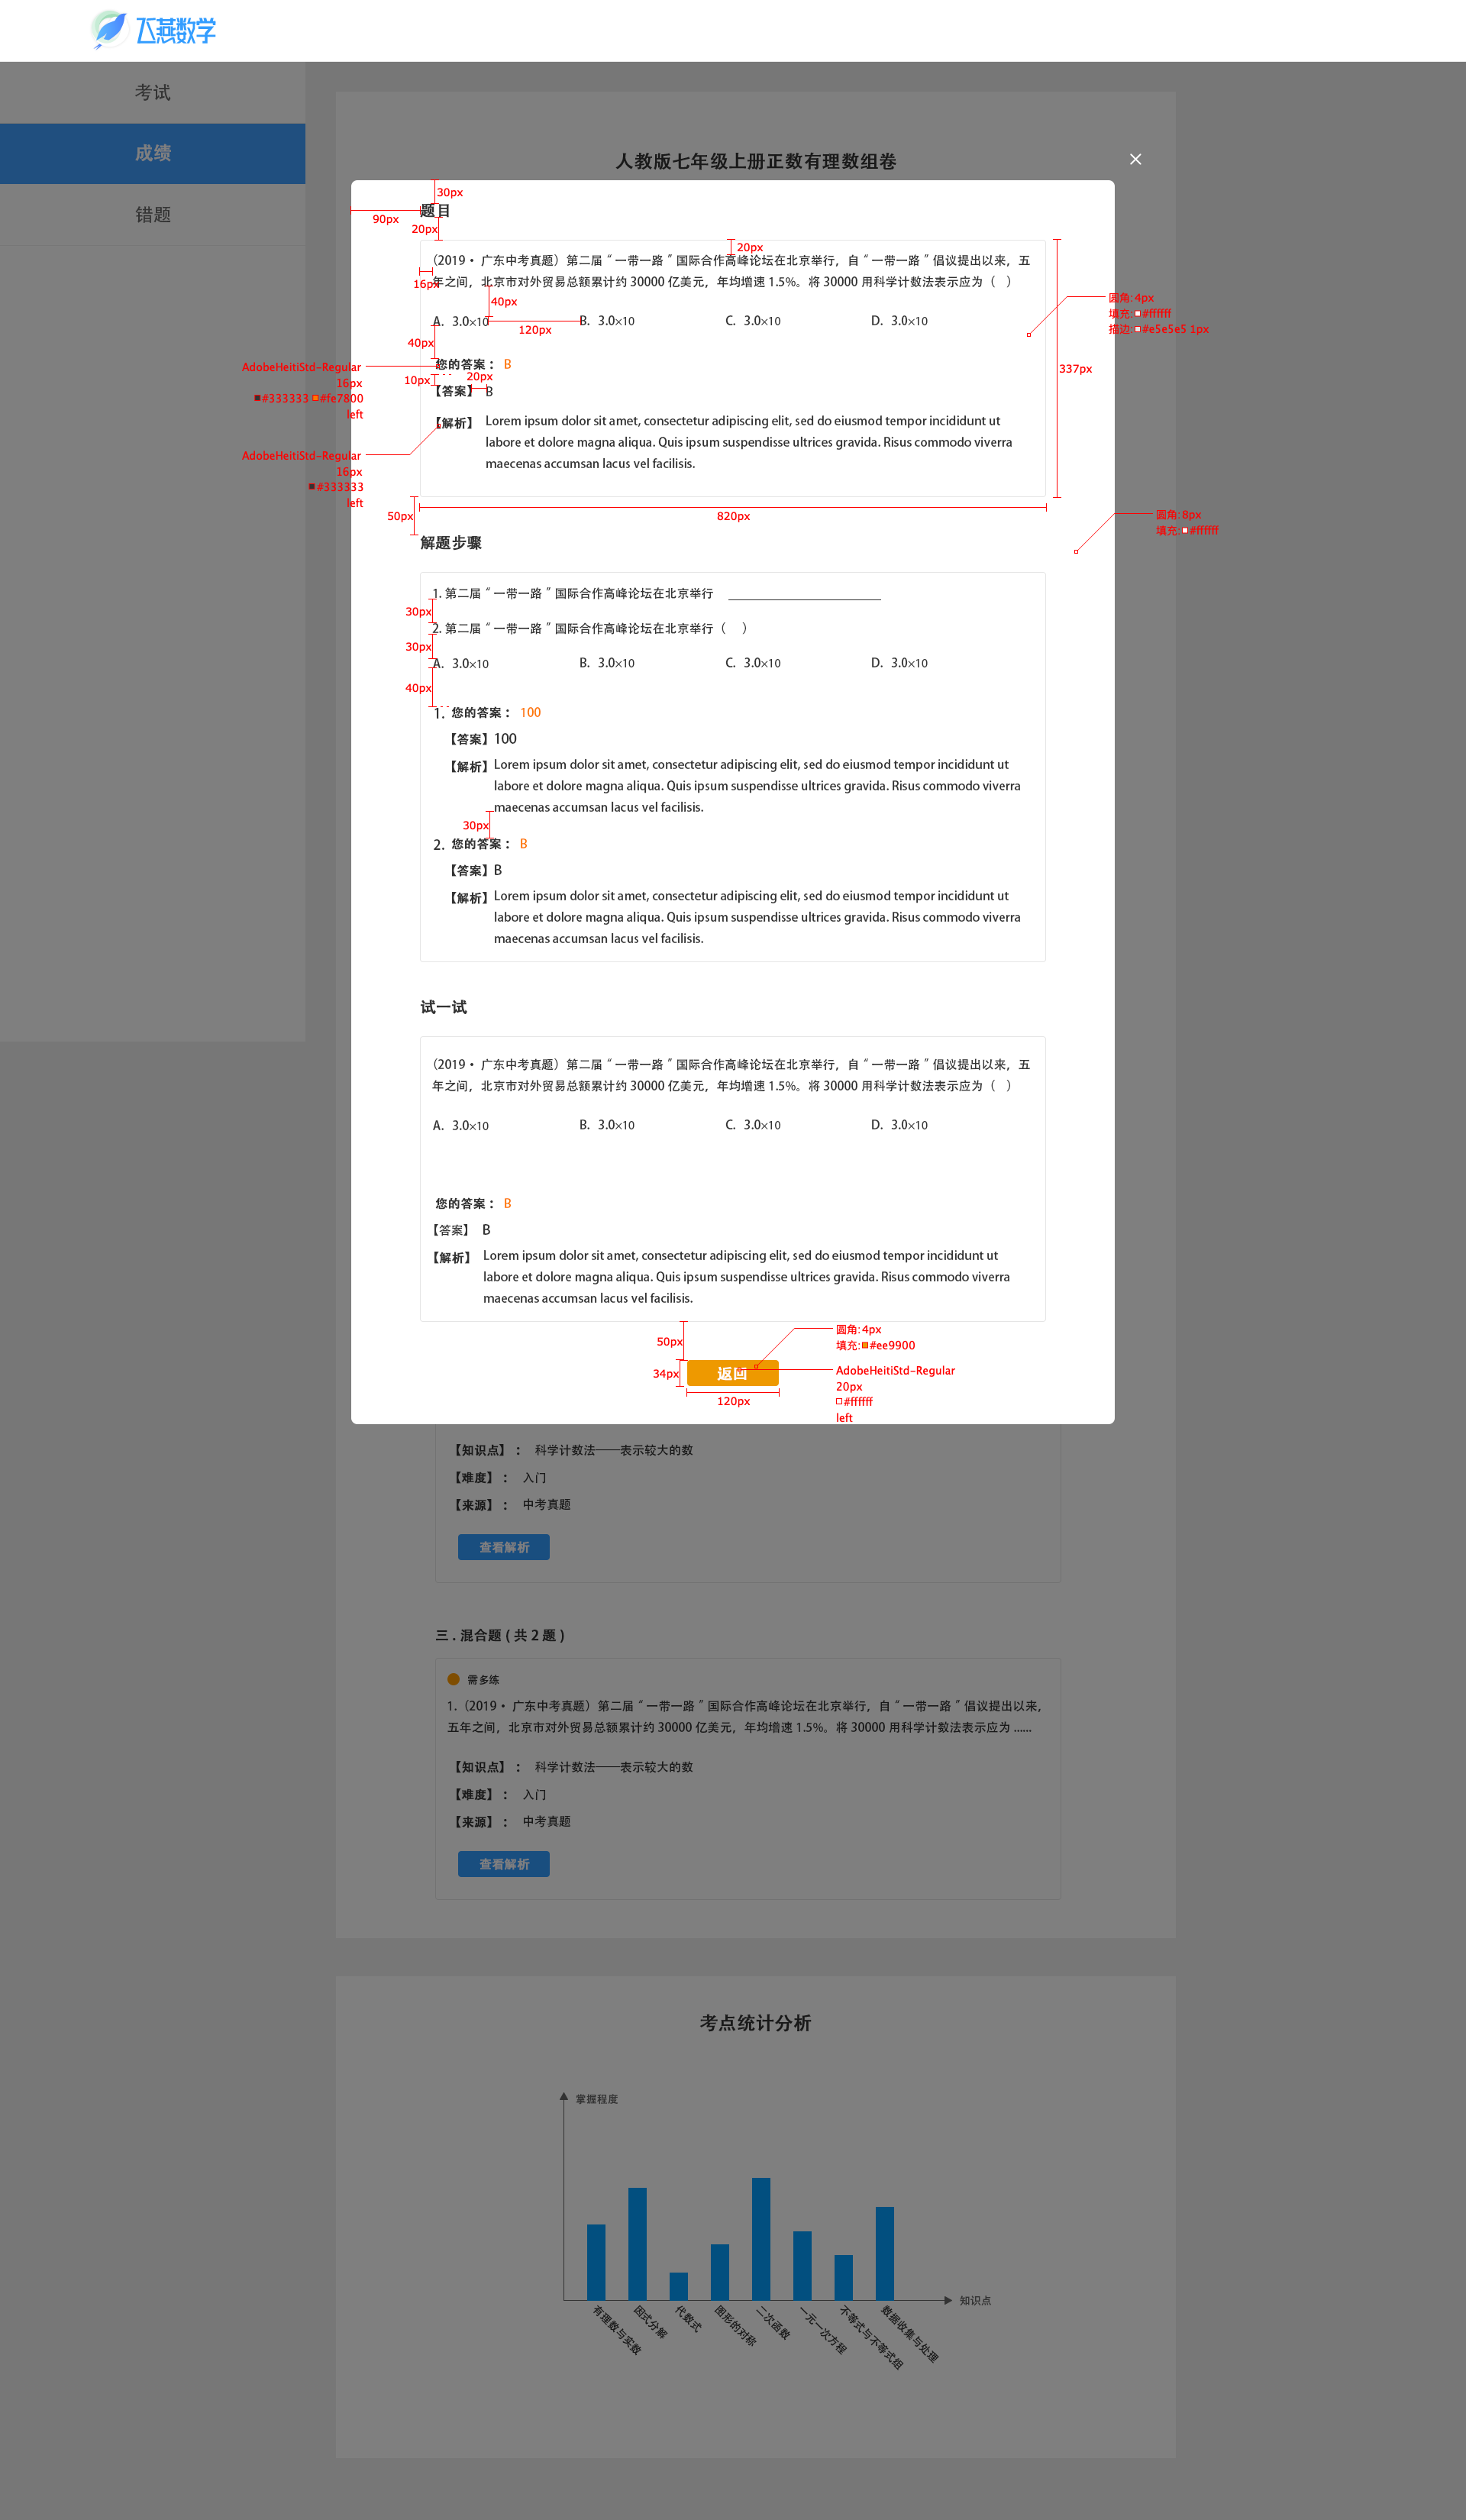 飞燕数学
考试
成绩
错题
人教版七年级上册正数有理数组卷
30px
题目
90px
20px
20px
(2019 • 广东中考真题）第二届“一带一路”国际合作高峰论坛在北京举行，自“一带一路”倡议提出以来，五
年之间，北京市对外贸易总额累计约 30000 亿美元，年均增速 1.5%。将 30000 用科学计数法表示应为（ ）
16px
40px
圆角:4px
填充:#ffffff
描边:#e5e5e5 1px
A. 3.0×10 B. 3.0×10 C. 3.0×10 D. 3.0×10
120px
40px
337px
您的答案： B
AdobeHeitiStd-Regular
16px
#333333 #fe7800
left
10px
20px
【答案】 B
【解析】 Lorem ipsum dolor sit amet, consectetur adipiscing elit, sed do eiusmod tempor incididunt ut
labore et dolore magna aliqua. Quis ipsum suspendisse ultrices gravida. Risus commodo viverra
maecenas accumsan lacus vel facilisis.
AdobeHeitiStd-Regular
16px
#333333
left
50px
820px
圆角:8px
填充:#ffffff
解题步骤
1. 第二届“一带一路”国际合作高峰论坛在北京举行
30px
2. 第二届“一带一路”国际合作高峰论坛在北京举行（ ）
30px
A. 3.0×10 B. 3.0×10 C. 3.0×10 D. 3.0×10
40px
1. 您的答案： 100
【答案】100
【解析】Lorem ipsum dolor sit amet, consectetur adipiscing elit, sed do eiusmod tempor incididunt ut
labore et dolore magna aliqua. Quis ipsum suspendisse ultrices gravida. Risus commodo viverra
maecenas accumsan lacus vel facilisis.
30px
2. 您的答案： B
【答案】B
【解析】Lorem ipsum dolor sit amet, consectetur adipiscing elit, sed do eiusmod tempor incididunt ut
labore et dolore magna aliqua. Quis ipsum suspendisse ultrices gravida. Risus commodo viverra
maecenas accumsan lacus vel facilisis.
试一试
(2019 • 广东中考真题）第二届“一带一路”国际合作高峰论坛在北京举行，自“一带一路”倡议提出以来，五
年之间，北京市对外贸易总额累计约 30000 亿美元，年均增速 1.5%。将 30000 用科学计数法表示应为（ ）
A. 3.0×10 B. 3.0×10 C. 3.0×10 D. 3.0×10
您的答案： B
【答案】 B
【解析】 Lorem ipsum dolor sit amet, consectetur adipiscing elit, sed do eiusmod tempor incididunt ut
labore et dolore magna aliqua. Quis ipsum suspendisse ultrices gravida. Risus commodo viverra
maecenas accumsan lacus vel facilisis.
50px
圆角:4px
填充:#ee9900
34px
返回
120px
AdobeHeitiStd-Regular
20px
#ffffff
left
【知识点】： 科学计数法——表示较大的数
【难度】： 入门
【来源】： 中考真题
查看解析
三 . 混合题 ( 共 2 题 )
需多练
1.（2019 • 广东中考真题）第二届“一带一路”国际合作高峰论坛在北京举行，自“一带一路”倡议提出以来，
五年之间，北京市对外贸易总额累计约 30000 亿美元，年均增速 1.5%。将 30000 用科学计数法表示应为 ......
【知识点】： 科学计数法——表示较大的数
【难度】： 入门
【来源】： 中考真题
查看解析
考点统计分析
掌握程度
知识点
有理数与实数
因式分解
代数式
图形的对称
二次函数
一元一次方程
不等式与不等式组
数据收集与处理